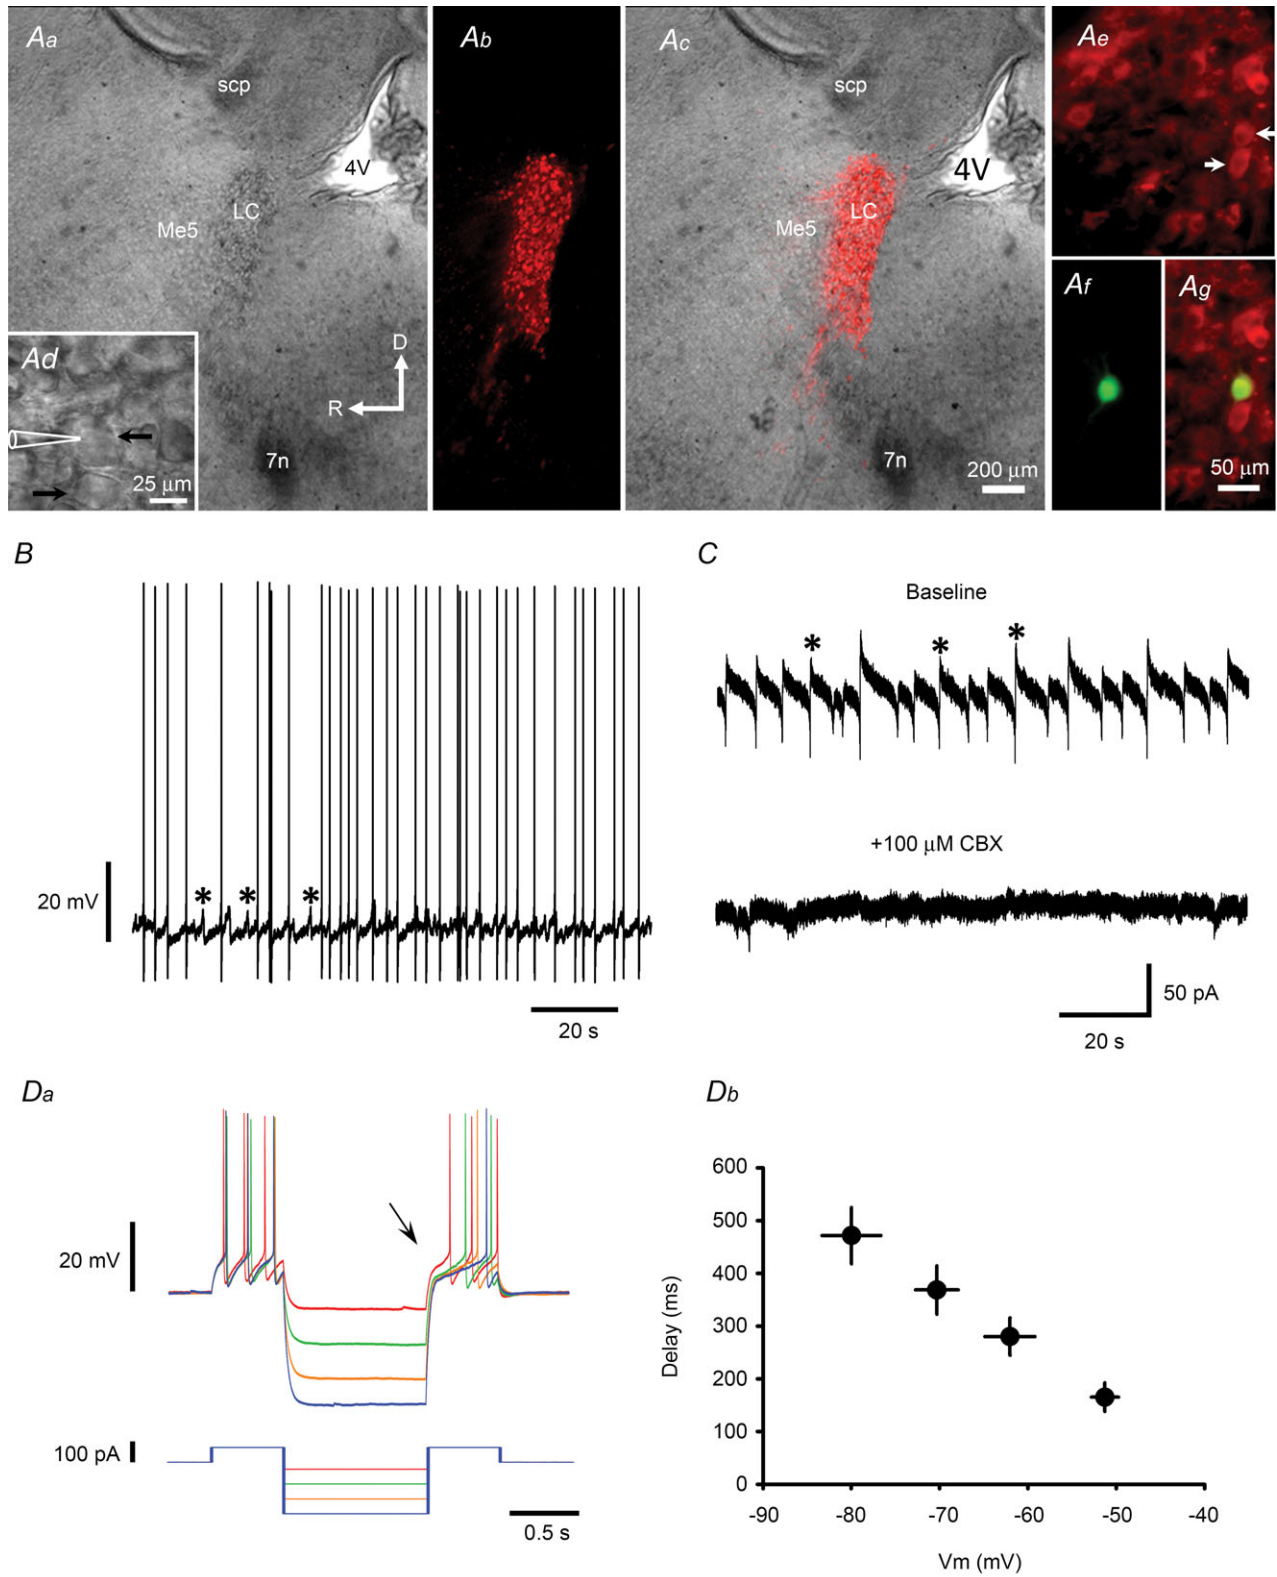 Aa
scp
4V
LC
Me5
D
R
7n
Ad
25 μm
Ab
Ac
scp
4V
LC
Me5
7n
200 μm
Ae
Af
Ag
50 μm
B
* * *
20 mV
20 s
C
Baseline
* * *
+100 μM CBX
50 pA
20 s
Da
20 mV
100 pA
0.5 s
Db
600
500
400
300
200
100
0
Delay (ms)
-90 -80 -70 -60 -50 -40
Vm (mV)